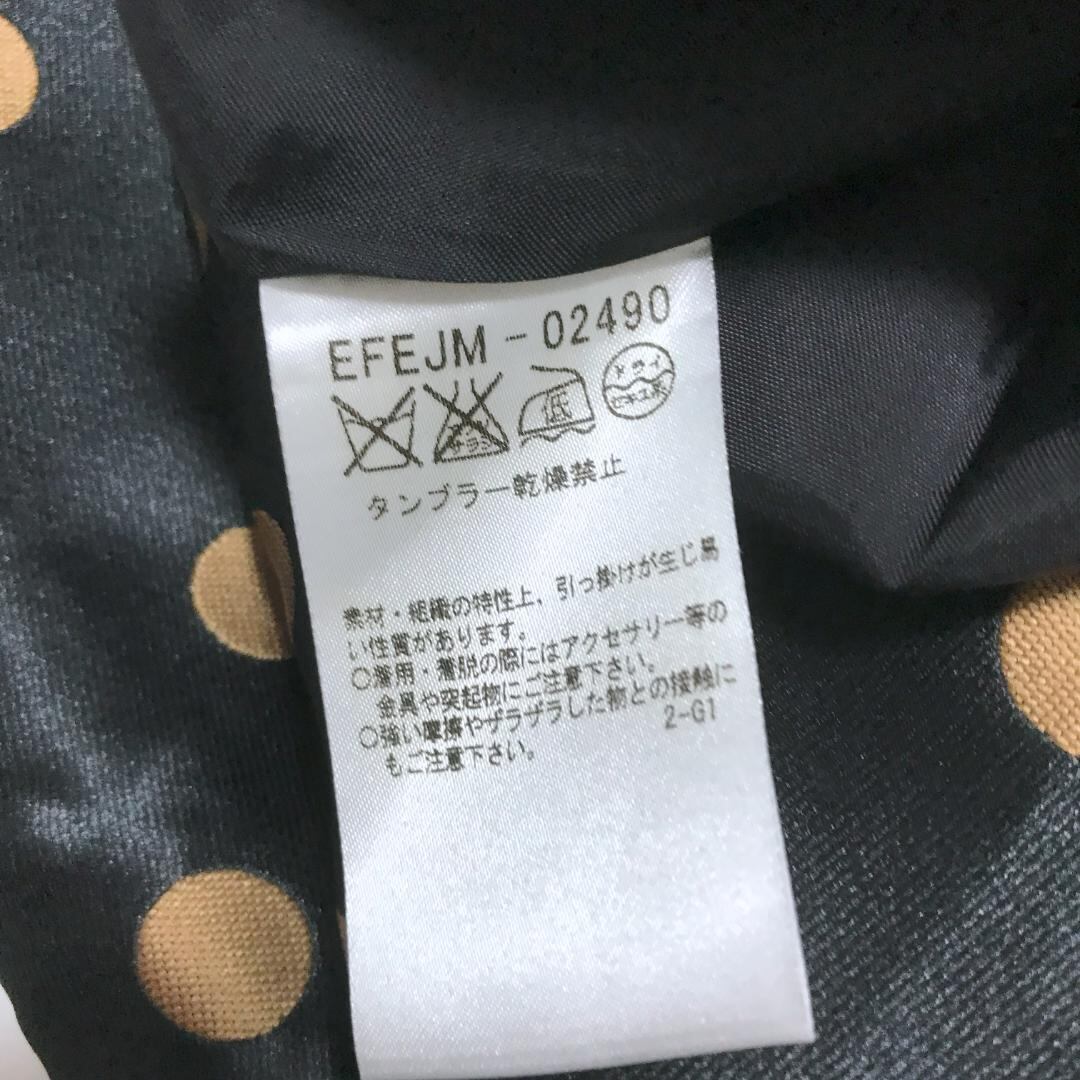 EFEJM-02490
低
ドライ
セキユ系
タンブラー乾燥禁止
素材・組織の特性上、引っ掛けが生じ易
い性質があります。
○着用・着脱の際にはアクセサリー等の
金具や突起物にご注意下さい。
○強い摩擦やザラザラした物との接触に
もご注意下さい。
2-G1